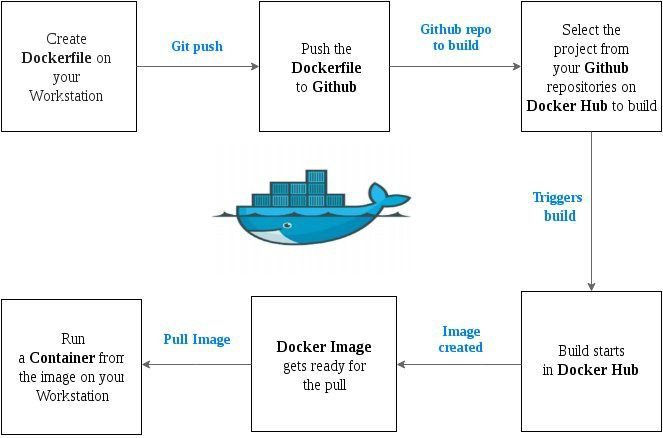 Create
Dockerfile on
your
Workstation
Git push
Push the
Dockerfile
to Github
Github repo
to build
Select the
project from
your Github
repositories on
Docker Hub to build
Triggers
build
Build starts
in Docker Hub
Image
created
Docker Image
gets ready for
the pull
Pull Image
Run
a Container from
the image on your
Workstation